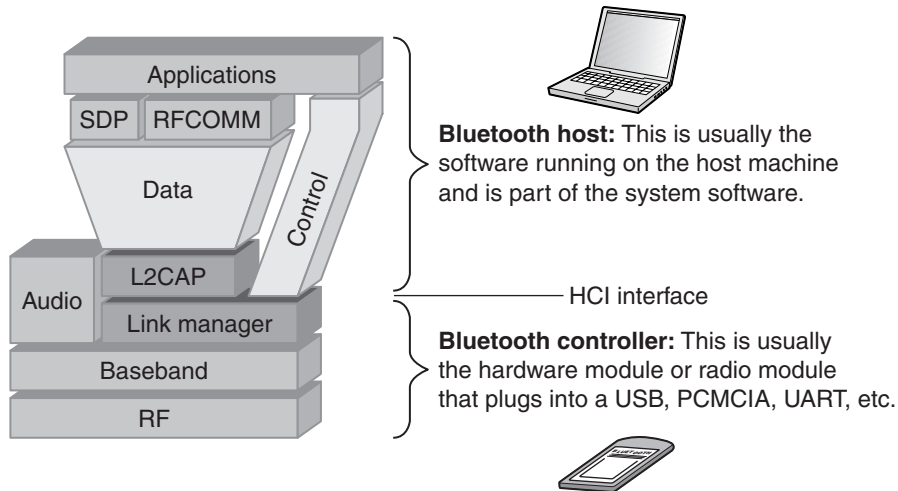 Applications
SDP
RFCOMM
Data
Control
L2CAP
Audio
Link manager
Baseband
RF
Bluetooth host: This is usually the
software running on the host machine
and is part of the system software.
HCI interface
Bluetooth controller: This is usually
the hardware module or radio module
that plugs into a USB, PCMCIA, UART, etc.
BLUETOOTH